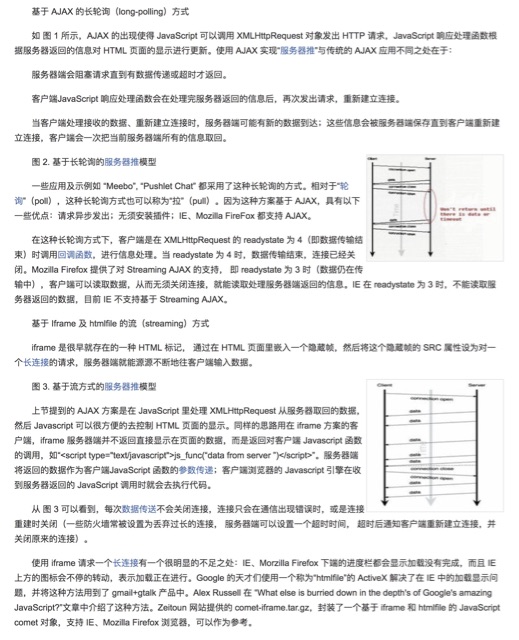 基于 AJAX 的长轮询（long-polling）方式
如 图 1 所示，AJAX 的出现使得 JavaScript 可以调用 XMLHttpRequest 对象发出 HTTP 请求，JavaScript 响应处理函数根
据服务器返回的信息对 HTML 页面的显示进行更新。使用 AJAX 实现“服务器推”与传统的 AJAX 应用不同之处在于：
服务器端会阻塞请求直到有数据传递或超时才返回。
客户端JavaScript 响应处理函数会在处理完服务器返回的信息后，再次发出请求，重新建立连接。
当客户端处理接收的数据、重新建立连接时，服务器端可能有新的数据到达；这些信息会被服务器端保存直到客户端重新建
立连接，客户端会一次把当前服务器端所有的信息取回。
图 2. 基于长轮询的服务器推模型
一些应用及示例如 “Meebo”, “Pushlet Chat” 都采用了这种长轮询的方式。相对于“轮
询”（poll），这种长轮询方式也可以称为“拉”（pull）。因为这种方案基于 AJAX，具有以下
一些优点：请求异步发出；无须安装插件；IE、Mozilla FireFox 都支持 AJAX。
在这种长轮询方式下，客户端是在 XMLHttpRequest 的 readystate 为 4（即数据传输结
束）时调用回调函数，进行信息处理。当 readystate 为 4 时，数据传输结束，连接已经关
闭。Mozilla Firefox 提供了对 Streaming AJAX 的支持， 即 readystate 为 3 时（数据仍在传
输中），客户端可以读取数据，从而无须关闭连接，就能读取处理服务器端返回的信息。IE 在 readystate 为 3 时，不能读取服
务器返回的数据，目前 IE 不支持基于 Streaming AJAX。
Client
Server
Don't return until
there is data or
timeout
基于 Iframe 及 htmlfile 的流（streaming）方式
iframe 是很早就存在的一种 HTML 标记， 通过在 HTML 页面里嵌入一个隐蔵帧，然后将这个隐蔵帧的 SRC 属性设为对一
个长连接的请求，服务器端就能源源不断地往客户端输入数据。
图 3. 基于流方式的服务器推模型
上节提到的 AJAX 方案是在 JavaScript 里处理 XMLHttpRequest 从服务器取回的数据，
然后 Javascript 可以很方便的去控制 HTML 页面的显示。同样的思路用在 iframe 方案的客
户端，iframe 服务器端并不返回直接显示在页面的数据，而是返回对客户端 Javascript 函数
的调用，如“<script type="text/javascript">js_func("data from server ")</script>”。服务器端
将返回的数据作为客户端JavaScript 函数的参数传递；客户端浏览器的 Javascript 引擎在收
到服务器返回的 JavaScript 调用时就会去执行代码。
Client
Server
connection open
data
data
data
data
connection close
connection open
data
data
从 图 3 可以看到，每次数据传送不会关闭连接，连接只会在通信出现错误时，或是连接
重建时关闭（一些防火墙常被设置为丢弃过长的连接， 服务器端可以设置一个超时时间， 超时后通知客户端重新建立连接，并
关闭原来的连接）。
使用 iframe 请求一个长连接有一个很明显的不足之处：IE、Morzilla Firefox 下端的进度栏都会显示加载没有完成，而且 IE
上方的图标会不停的转动，表示加载正在进行。Google 的天才们使用一个称为“htmlfile”的 ActiveX 解决了在 IE 中的加载显示问
题，并将这种方法用到了 gmail+gtalk 产品中。Alex Russell 在 “What else is burried down in the depth's of Google's amazing
JavaScript?”文章中介绍了这种方法。Zeitoun 网站提供的 comet-iframe.tar.gz，封装了一个基于 iframe 和 htmlfile 的 JavaScript
comet 对象，支持 IE、Mozilla Firefox 浏览器，可以作为参考。